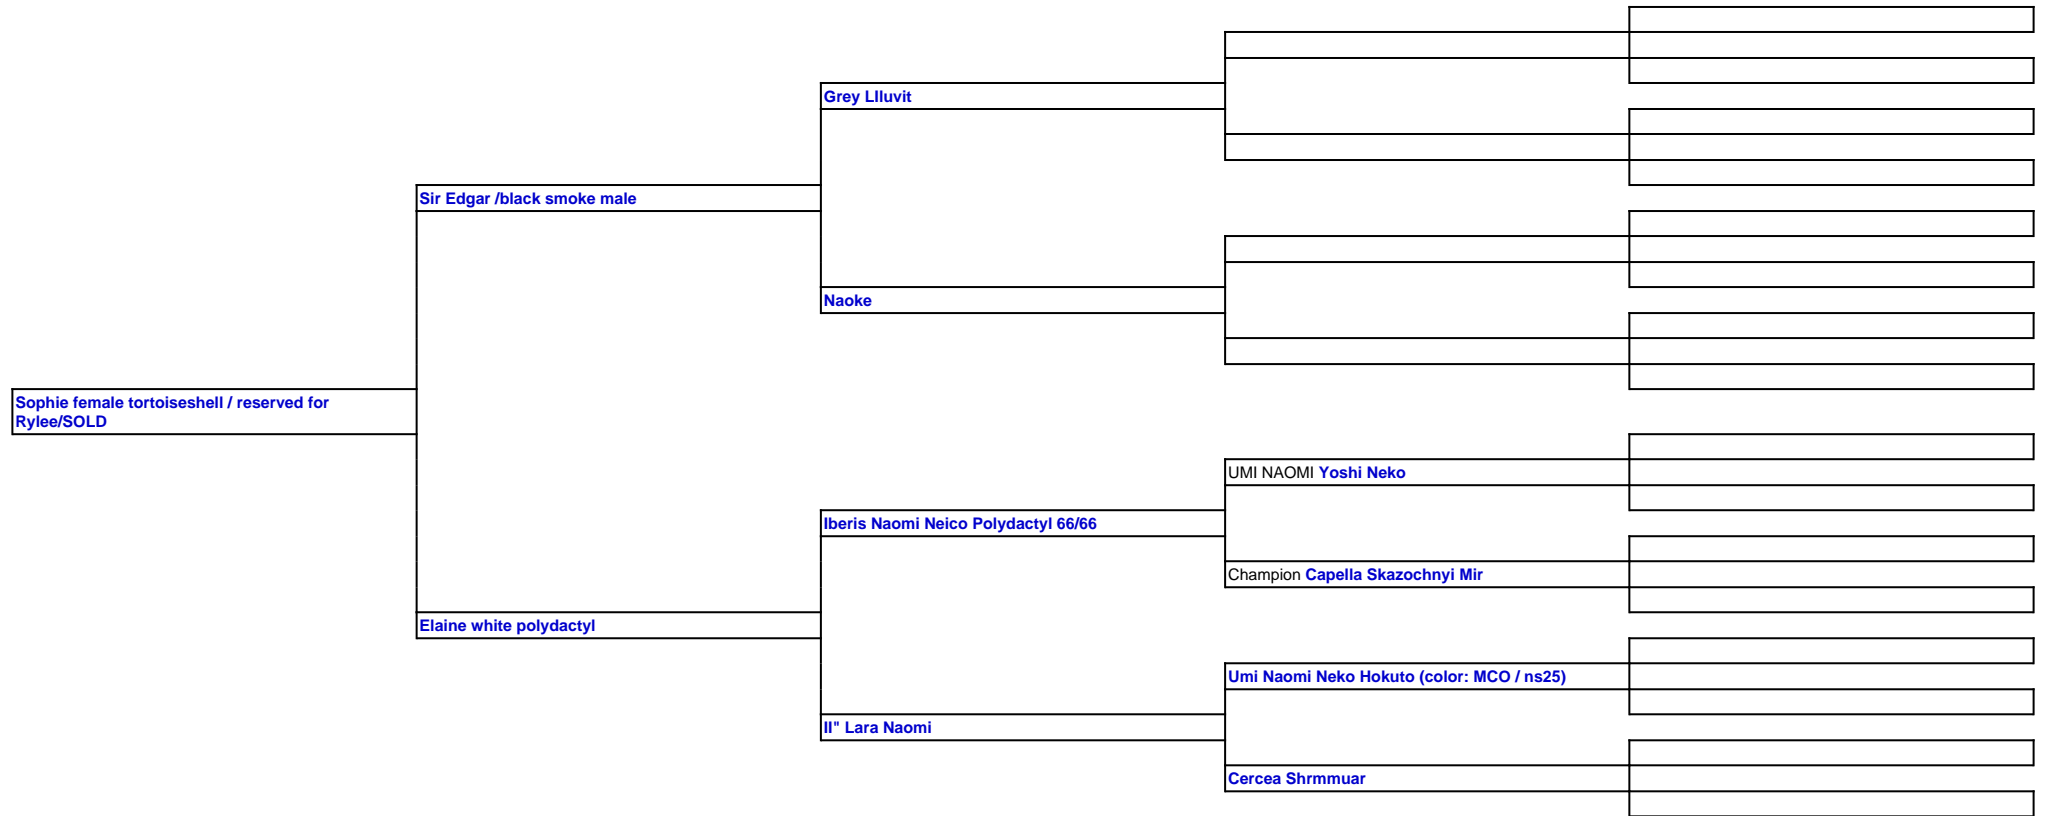 Grey LIluvit
Sir Edgar /black smoke male
Naoke
Sophie female tortoiseshell / reserved for
Rylee/SOLD
UMI NAOMI Yoshi Neko
Iberis Naomi Neico Polydactyl 66/66
Champion Capella Skazochnyi Mir
Elaine white polydactyl
Umi Naomi Neko Hokuto (color: MCO / ns25)
II" Lara Naomi
Cercea Shrmmuar